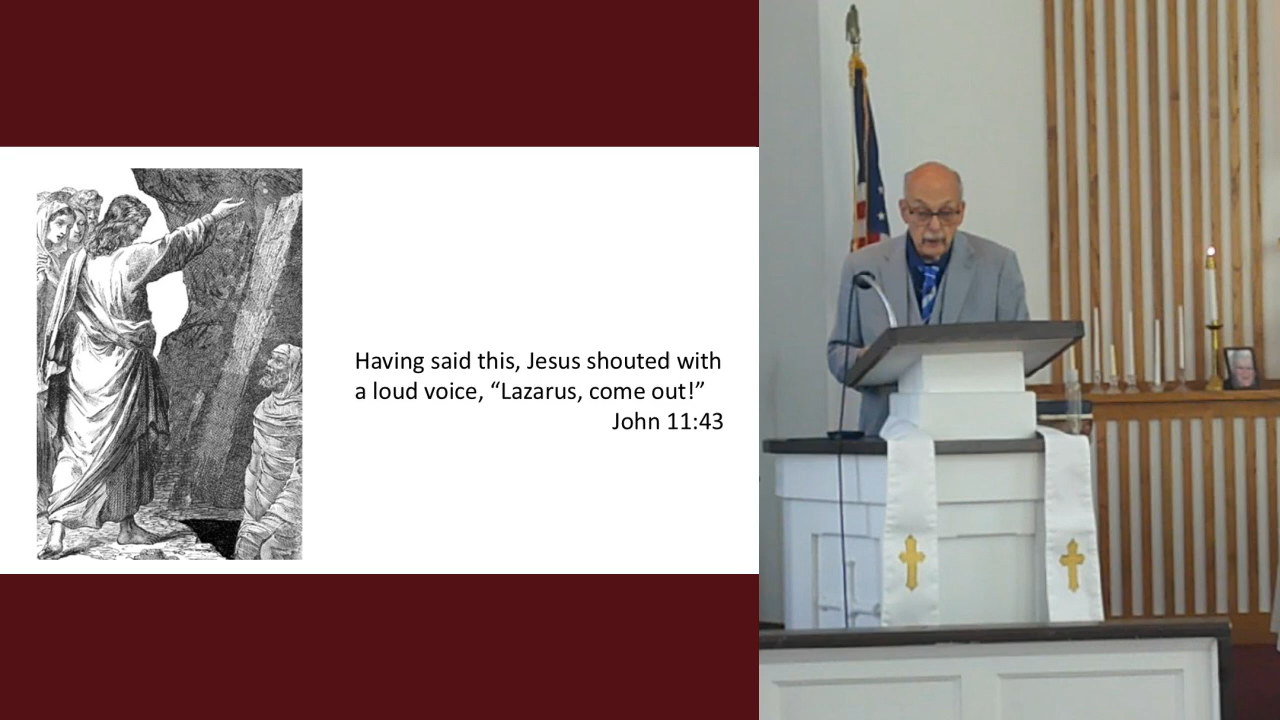 Having said this, Jesus shouted with
a loud voice, “Lazarus, come out!”
John 11:43